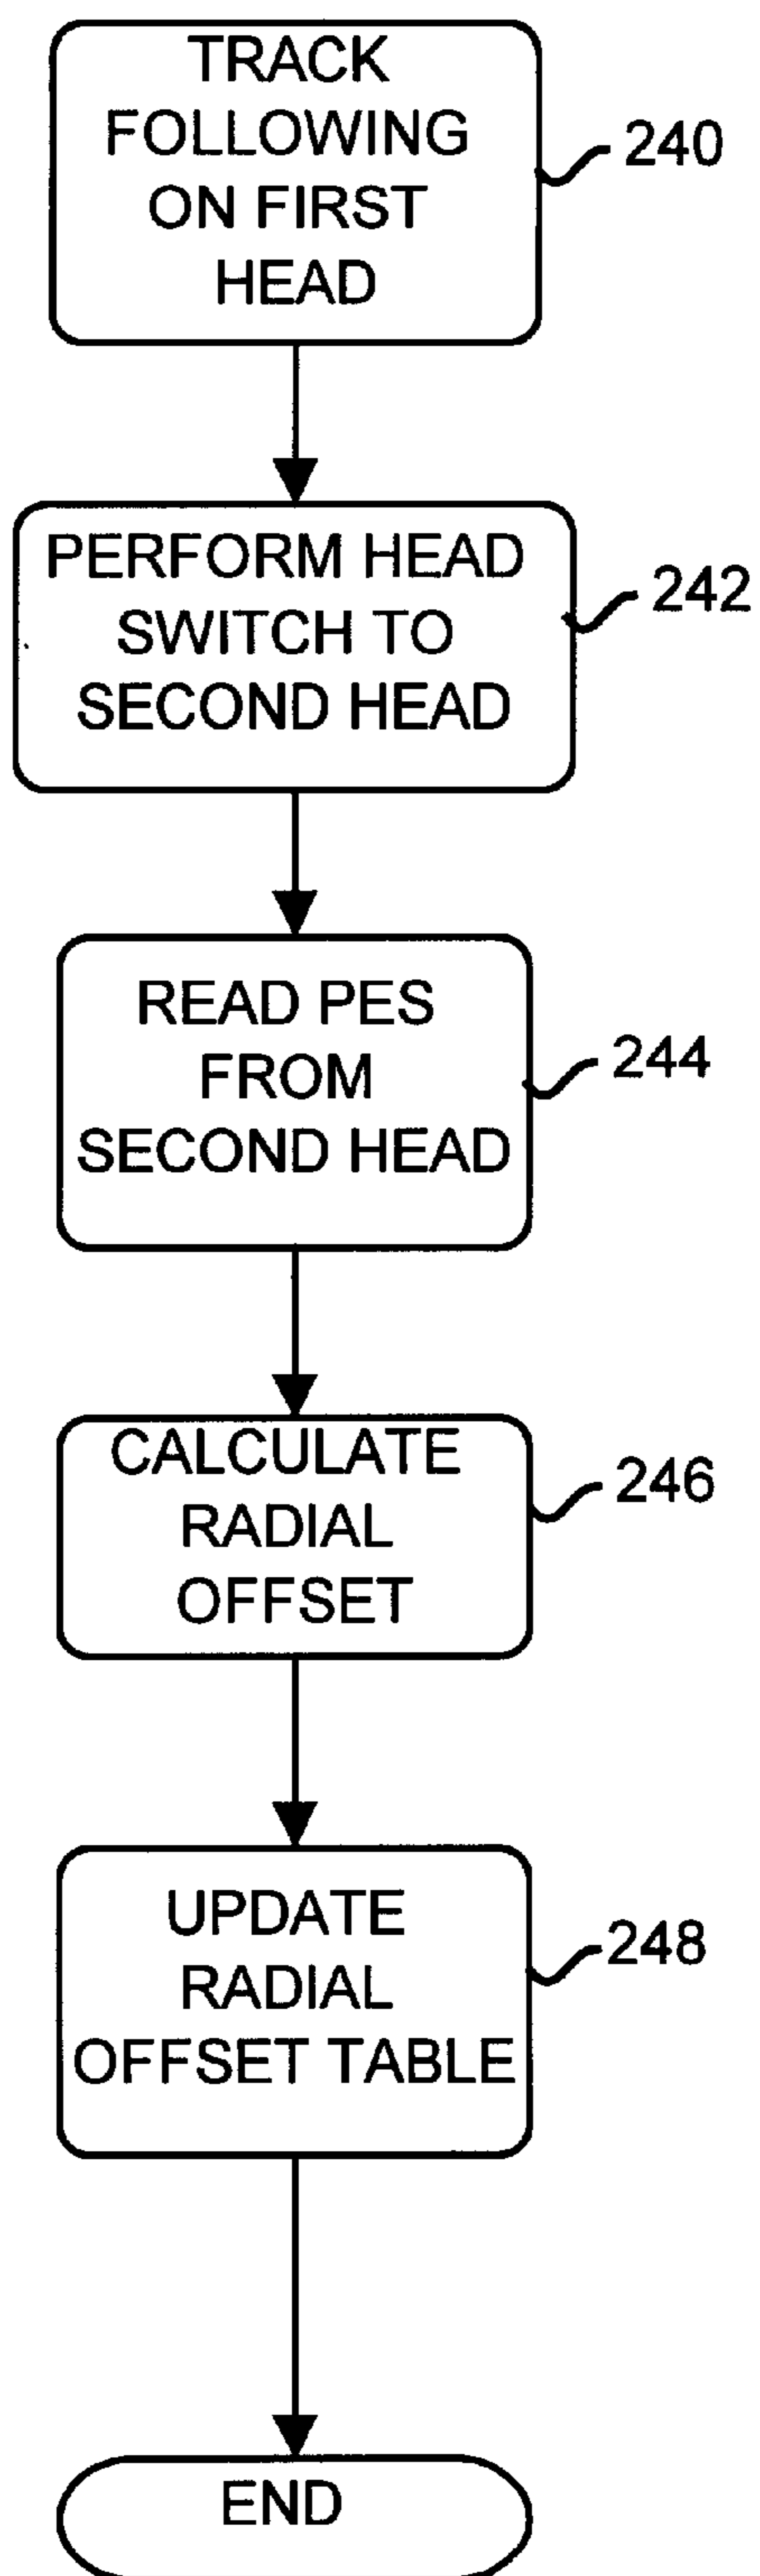 TRACK
FOLLOWING
ON FIRST
HEAD
240
PERFORM HEAD
SWITCH TO
SECOND HEAD
242
READ PES
FROM
SECOND HEAD
244
CALCULATE
RADIAL
OFFSET
246
UPDATE
RADIAL
OFFSET TABLE
248
END